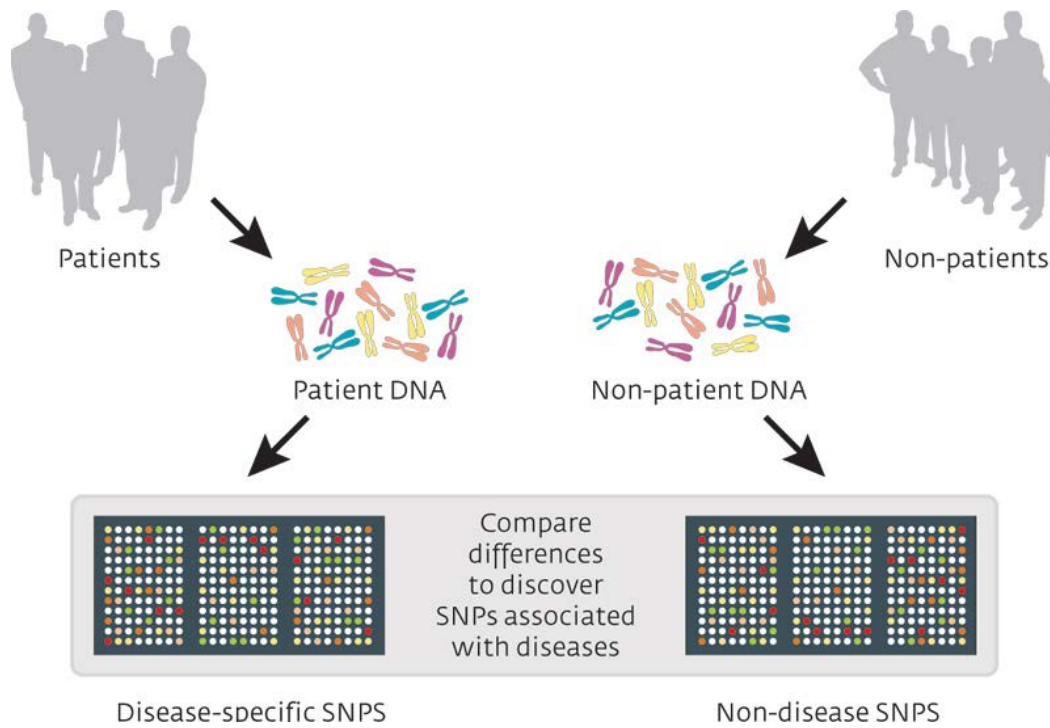 Patients
Non-patients
Patient DNA
Non-patient DNA
Compare
differences
to discover
SNPs associated
with diseases
Disease-specific SNPS
Non-disease SNPS